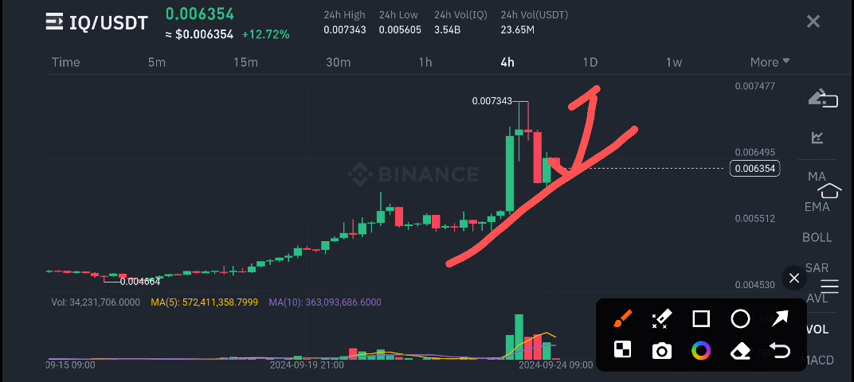 IQ/USDT
0.006354
≈ $0.006354 +12.72%
24h High
0.007343
24h Low
0.005605
24h Vol(IQ)
3.54B
24h Vol(USDT)
23.65M
Time 5m 15m 30m 1h 4h 1D 1w More
0.007477
0.007343
0.006495
BINANCE
0.006354
0.005512
0.004664
0.004530
MA
EMA
BOLL
SAR
AVL
VOL
MACD
Vol: 34,231,706.0000 MA(5): 572,411,358.7999 MA(10): 363,093,686.6000
09-15 09:00 2024-09-19 21:00 2024-09-24 09:00